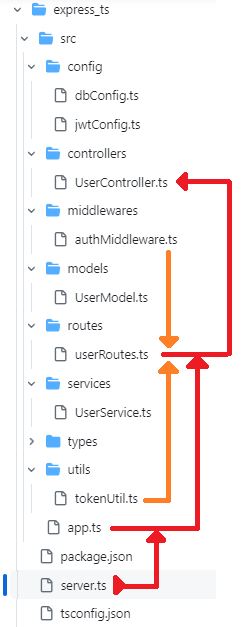 express_ts
src
config
dbConfig.ts
jwtConfig.ts
controllers
UserController.ts
middlewares
authMiddleware.ts
models
UserModel.ts
routes
userRoutes.ts
services
UserService.ts
types
utils
tokenUtil.ts
app.ts
package.json
server.ts
tsconfig.json